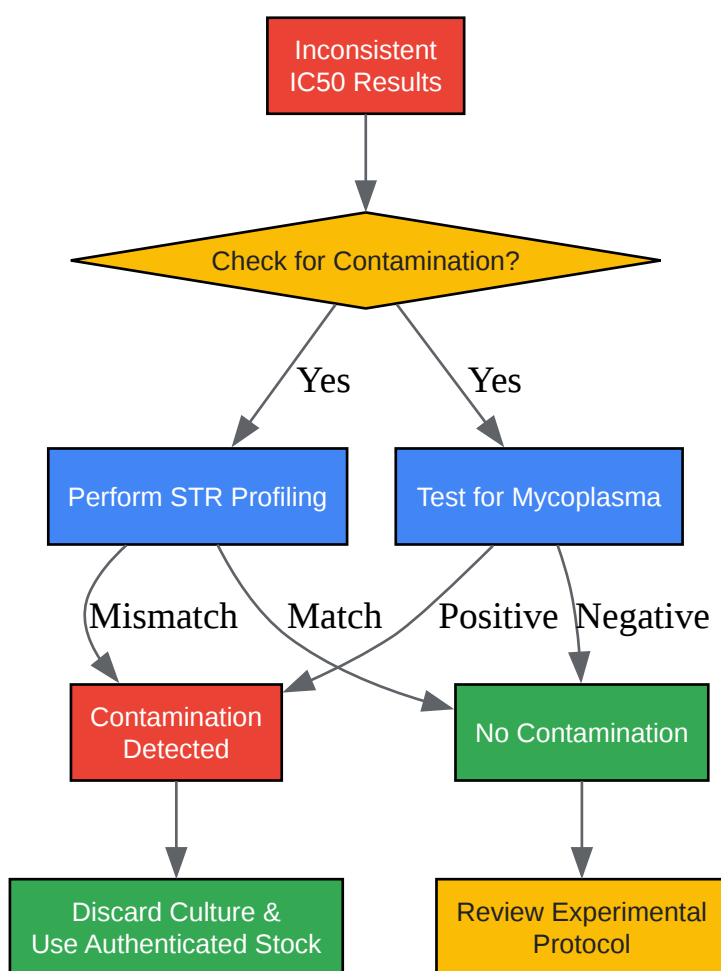 Inconsistent
IC50 Results
Check for Contamination?
Yes
Yes
Perform STR Profiling
Test for Mycoplasma
Mismatch
Match
Positive
Negative
Contamination
Detected
No Contamination
Discard Culture &
Use Authenticated Stock
Review Experimental
Protocol